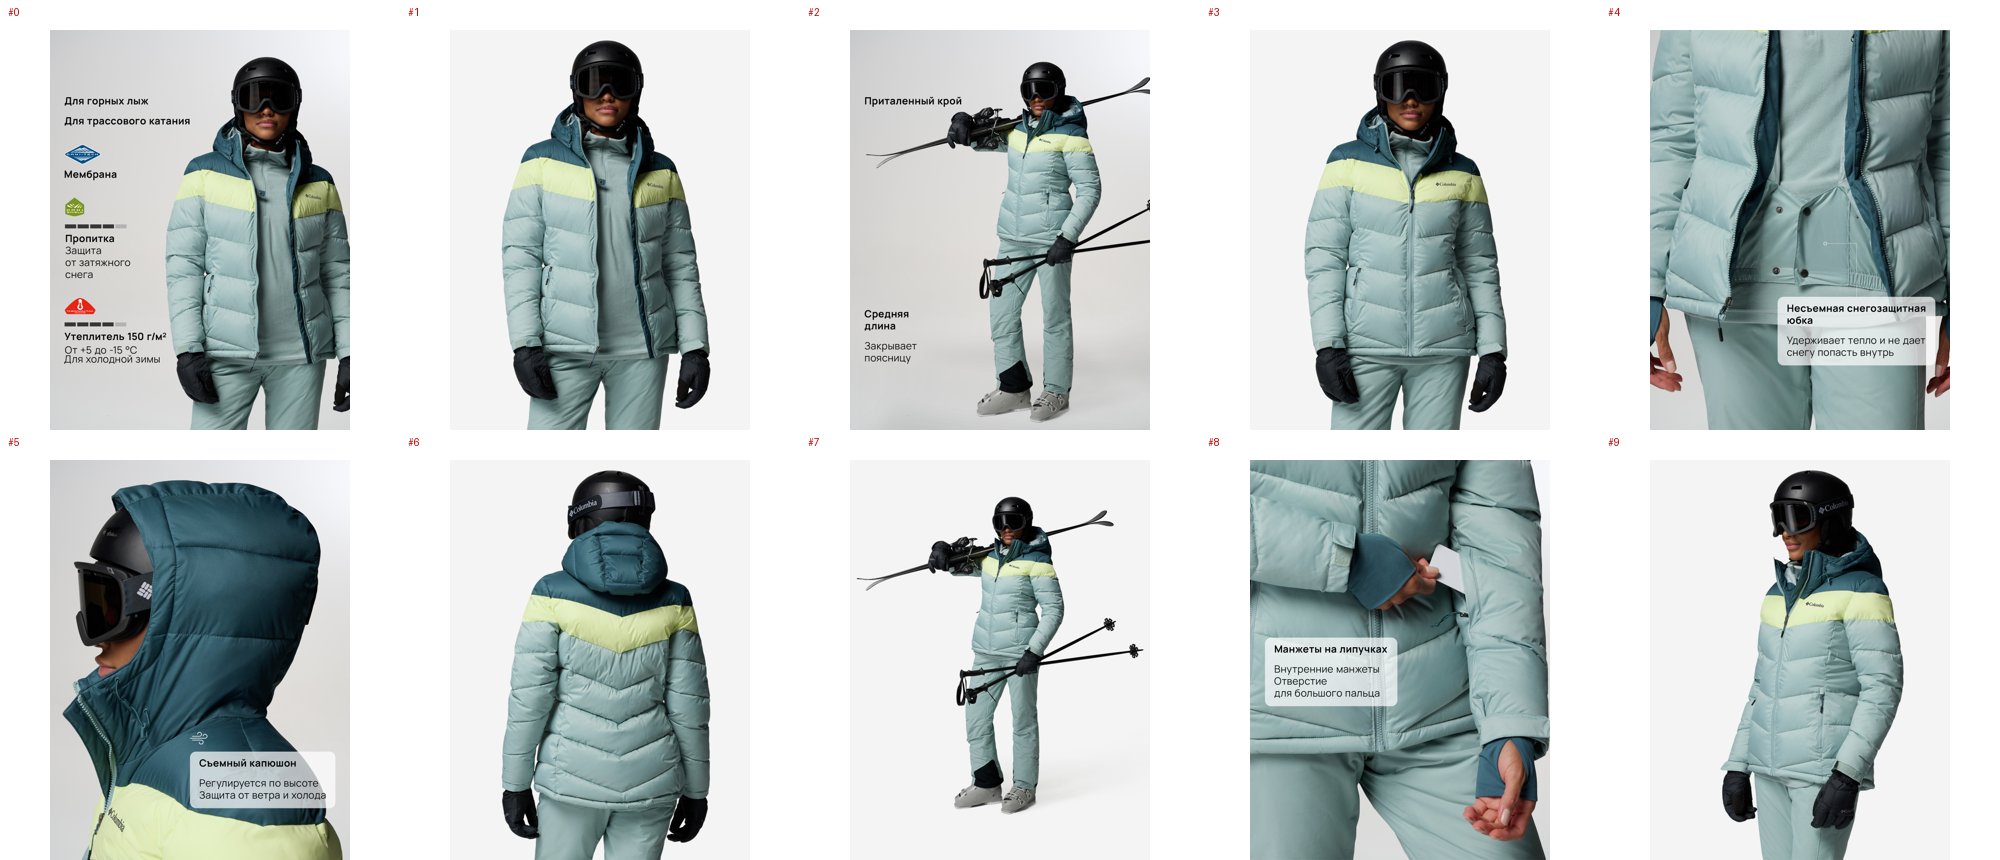 #0
Для горных лыж
Для трассового катания
Мембрана
Пропитка
Защита
от затяжного
снега
Утеплитель 150 г/м²
От +5 до -15 °C
Для холодной зимы
Columbia
#1
Columbia
#2
Приталенный крой
Columbia
Средняя
длина
Закрывает
поясницу
#3
Columbia
#4
Несъемная снегозащитная
юбка
Удерживает тепло и не дает
снегу попасть внутрь
#5
Съемный капюшон
Регулируется по высоте
Защита от ветра и холода
Columbia
#6
Columbia
#7
#8
Манжеты на липучках
Внутренние манжеты
Отверстие
для большого пальца
#9
Columbia
Columbia